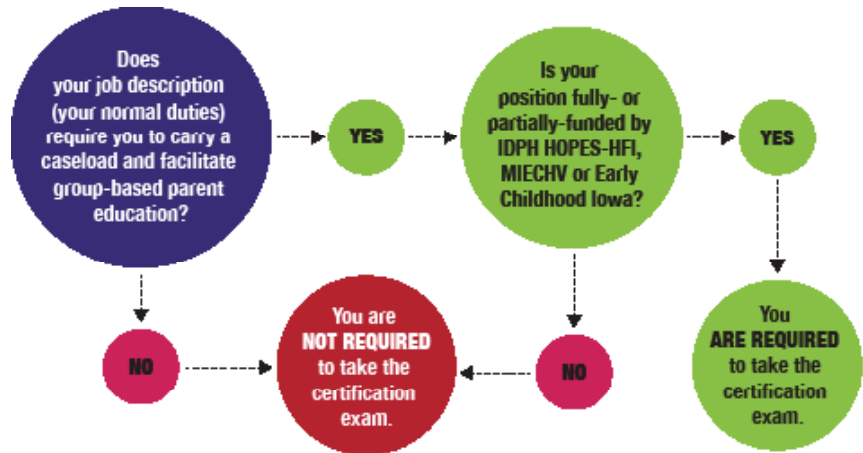 Does
your job description
(your normal duties)
require you to carry a
caseload and facilitate
group-based parent
education?
YES
Is your
position fully- or
partially-funded by
IDPH HOPES-HFI,
MIECHV or Early
Childhood Iowa?
YES
NO
You are
NOT REQUIRED
to take the
certification
exam.
NO
You
ARE REQUIRED
to take the
certification
exam.